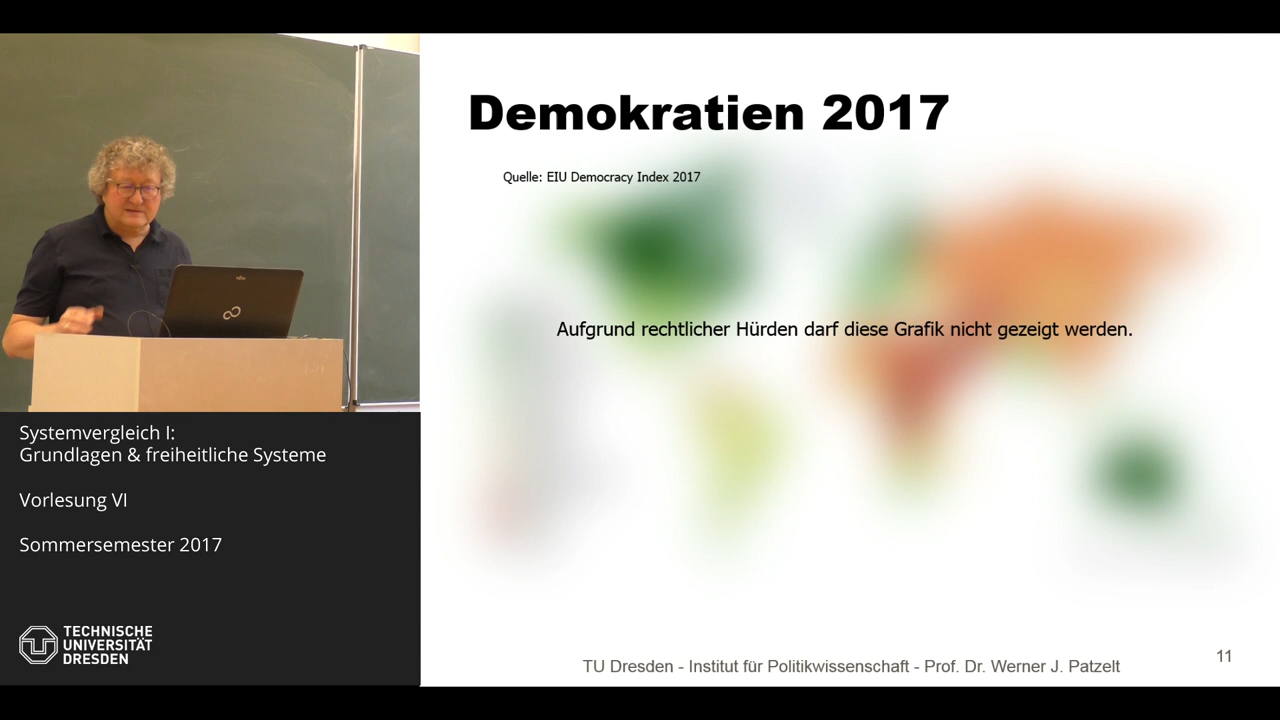 Demokratien 2017
Quelle: EIU Democracy Index 2017
Aufgrund rechtlicher Hürden darf diese Grafik nicht gezeigt werden.
Systemvergleich I:
Grundlagen & freiheitliche Systeme
Vorlesung VI
Sommersemester 2017
TECHNISCHE
UNIVERSITÄT
DRESDEN
TU Dresden - Institut für Politikwissenschaft - Prof. Dr. Werner J. Patzelt
11